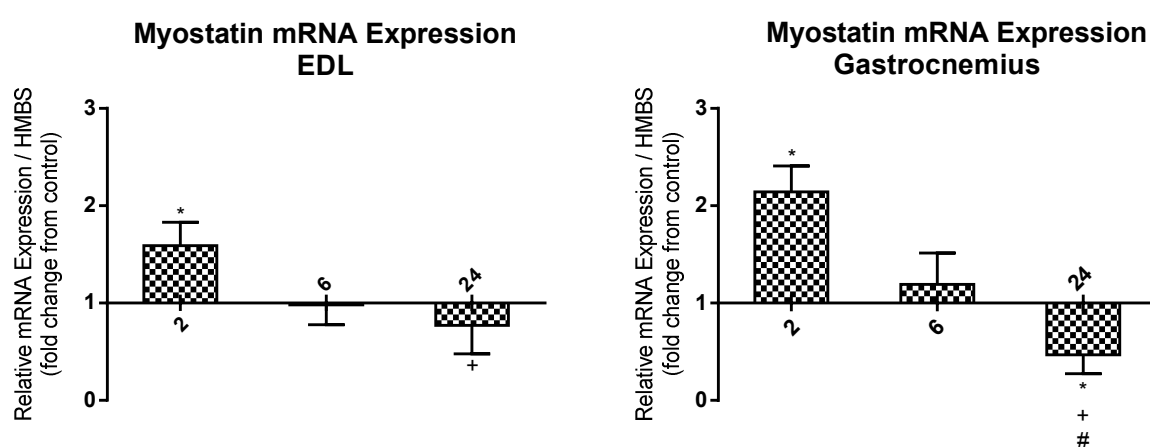 Myostatin mRNA Expression
EDL
Relative mRNA Expression / HMBS
(fold change from control)
3
2
1
0
*
2
6
24
+
Myostatin mRNA Expression
Gastrocnemius
Relative mRNA Expression / HMBS
(fold change from control)
3
2
1
0
*
2
6
24
*
+
#